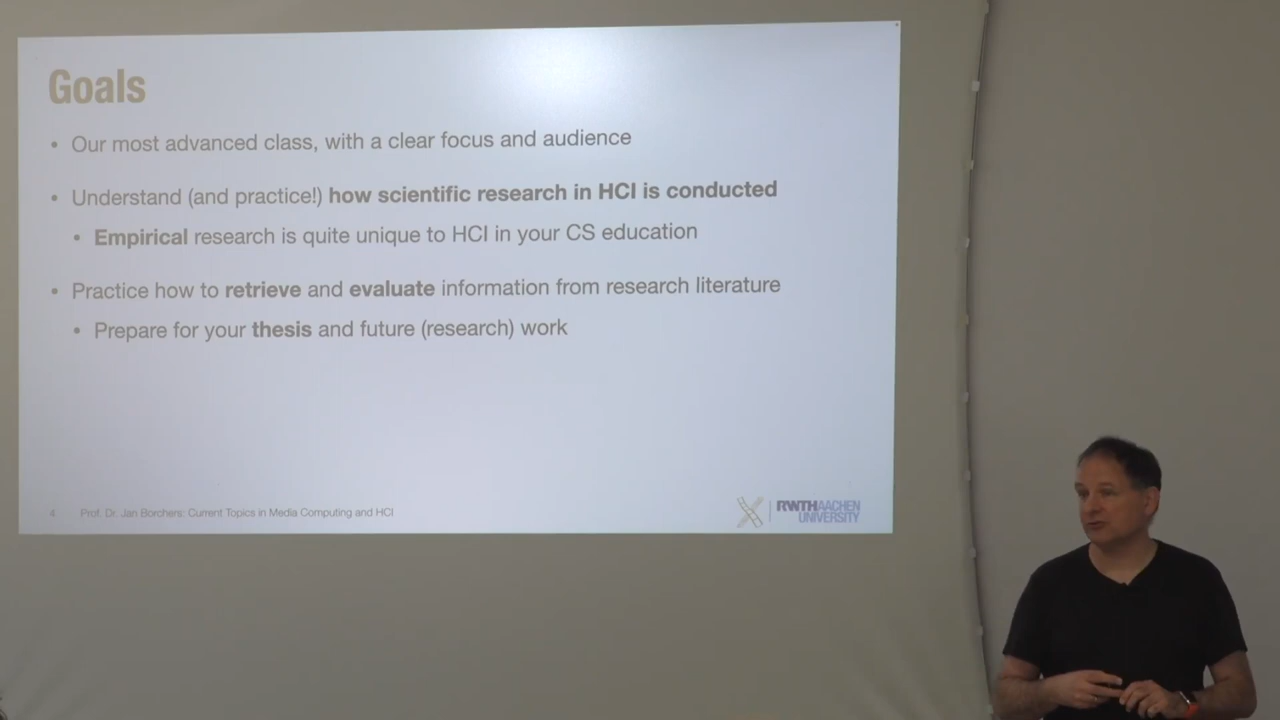 Goals
• Our most advanced class, with a clear focus and audience
• Understand (and practice!) how scientific research in HCI is conducted
• Empirical research is quite unique to HCI in your CS education
• Practice how to retrieve and evaluate information from research literature
• Prepare for your thesis and future (research) work
4 Prof. Dr. Jan Borchers: Current Topics in Media Computing and HCI
RWTHAACHEN
UNIVERSITY